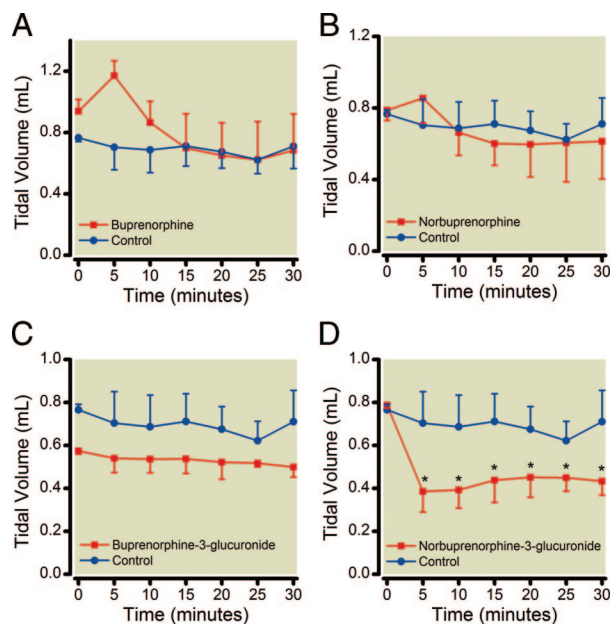 A
Tidal Volume (mL)
1.2
0.8
0.4
0.0
Buprenorphine
Control
0 5 10 15 20 25 30
Time (minutes)
B
Tidal Volume (mL)
1.2
0.8
0.4
0.0
Norbuprenorphine
Control
0 5 10 15 20 25 30
Time (minutes)
C
Tidal Volume (mL)
1.0
0.8
0.6
0.4
0.2
0.0
Buprenorphine-3-glucuronide
Control
0 5 10 15 20 25 30
Time (minutes)
D
Tidal Volume (mL)
1.0
0.8
0.6
0.4
0.2
0.0
* * * * * *
Norbuprenorphine-3-glucuronide
Control
0 5 10 15 20 25 30
Time (minutes)